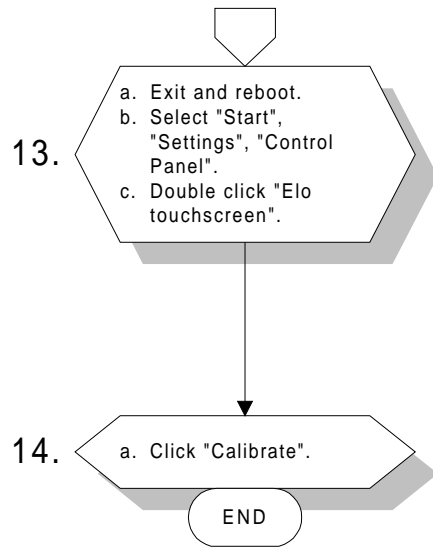 13.
a. Exit and reboot.
b. Select "Start",
"Settings", "Control
Panel".
c. Double click "Elo
touchscreen".
14.
a. Click "Calibrate".
END